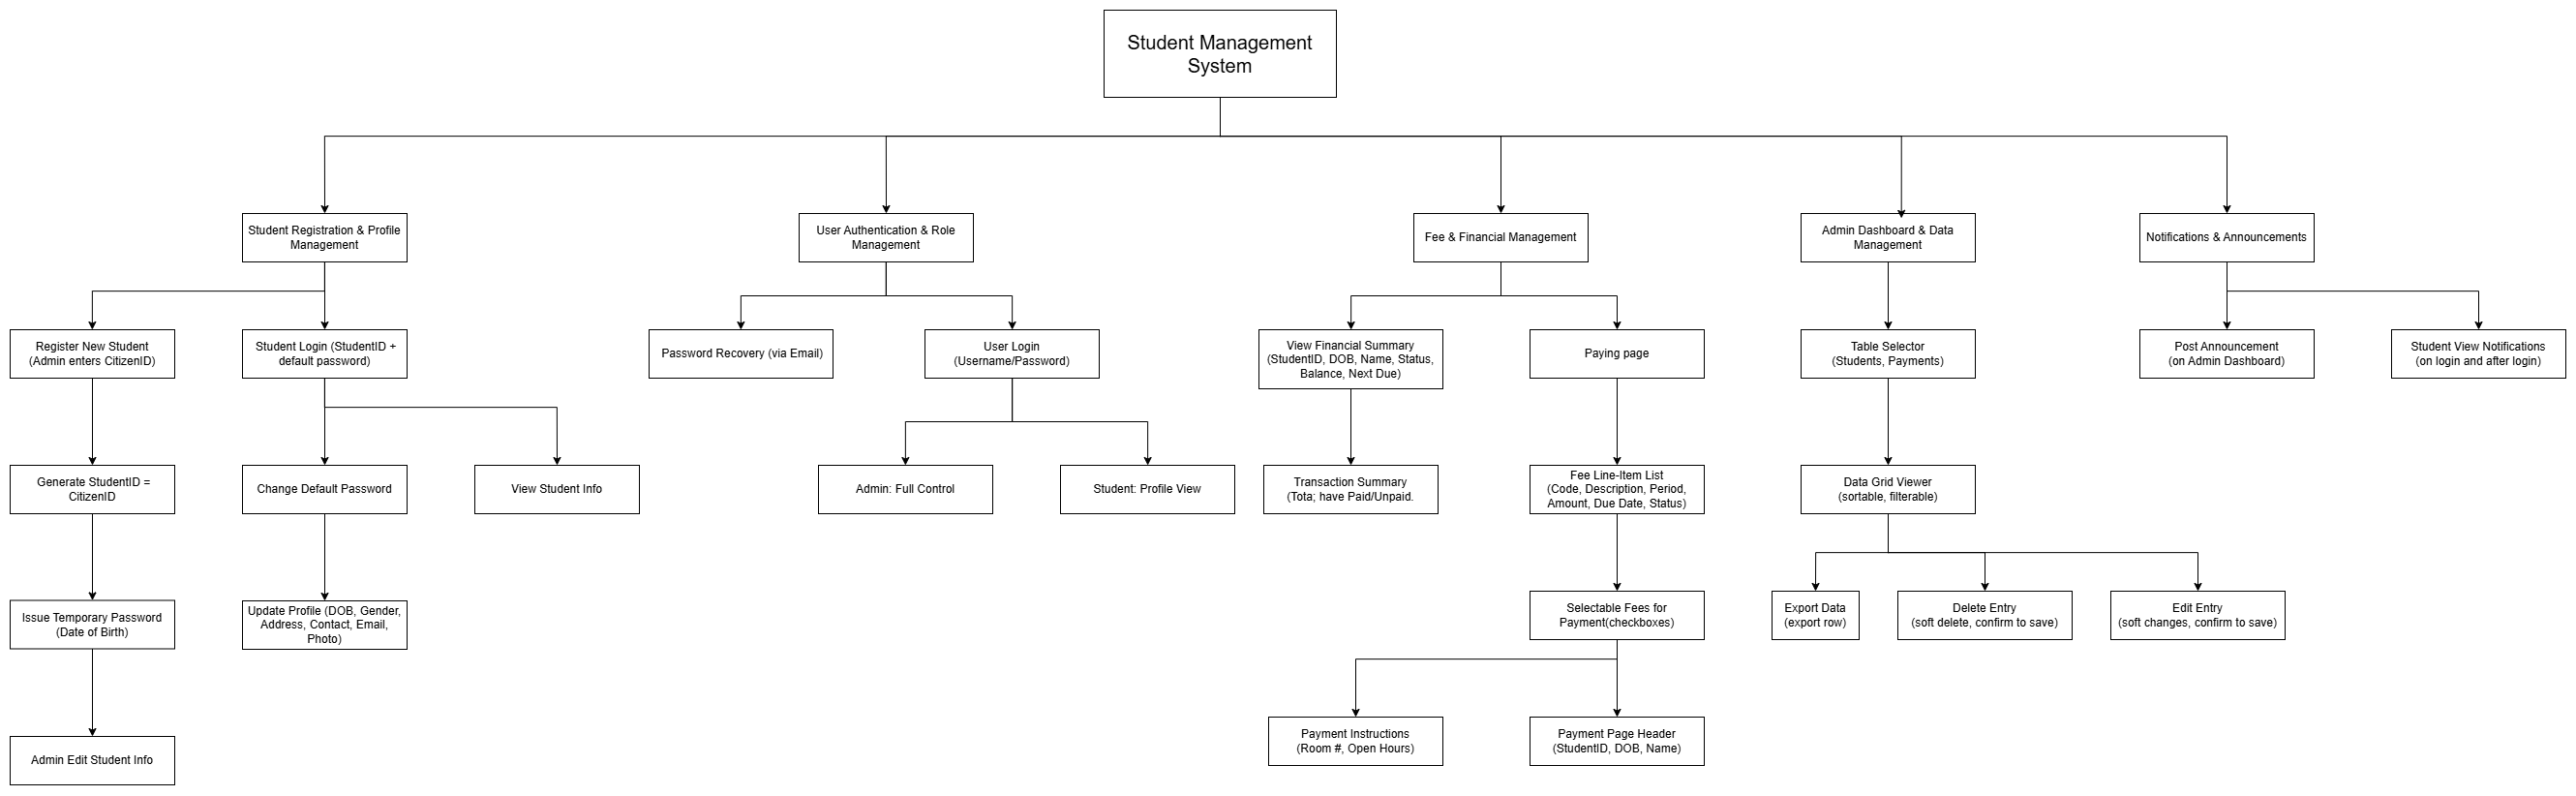 Student Management
System
Student Registration & Profile
Management
User Authentication & Role
Management
Fee & Financial Management
Admin Dashboard & Data
Management
Notifications & Announcements
Register New Student
(Admin enters CitizenID)
Student Login (StudentID +
default password)
Password Recovery (via Email)
User Login
(Username/Password)
View Financial Summary
(StudentID, DOB, Name, Status,
Balance, Next Due)
Paying page
Table Selector
(Students, Payments)
Post Announcement
(on Admin Dashboard)
Student View Notifications
(on login and after login)
Generate StudentID =
CitizenID
Change Default Password
View Student Info
Admin: Full Control
Student: Profile View
Transaction Summary
(Tota; have Paid/Unpaid.
Fee Line-Item List
(Code, Description, Period,
Amount, Due Date, Status)
Data Grid Viewer
(sortable, filterable)
Issue Temporary Password
(Date of Birth)
Update Profile (DOB, Gender,
Address, Contact, Email,
Photo)
Selectable Fees for
Payment(checkboxes)
Export Data
(export row)
Delete Entry
(soft delete, confirm to save)
Edit Entry
(soft changes, confirm to save)
Admin Edit Student Info
Payment Instructions
(Room #, Open Hours)
Payment Page Header
(StudentID, DOB, Name)